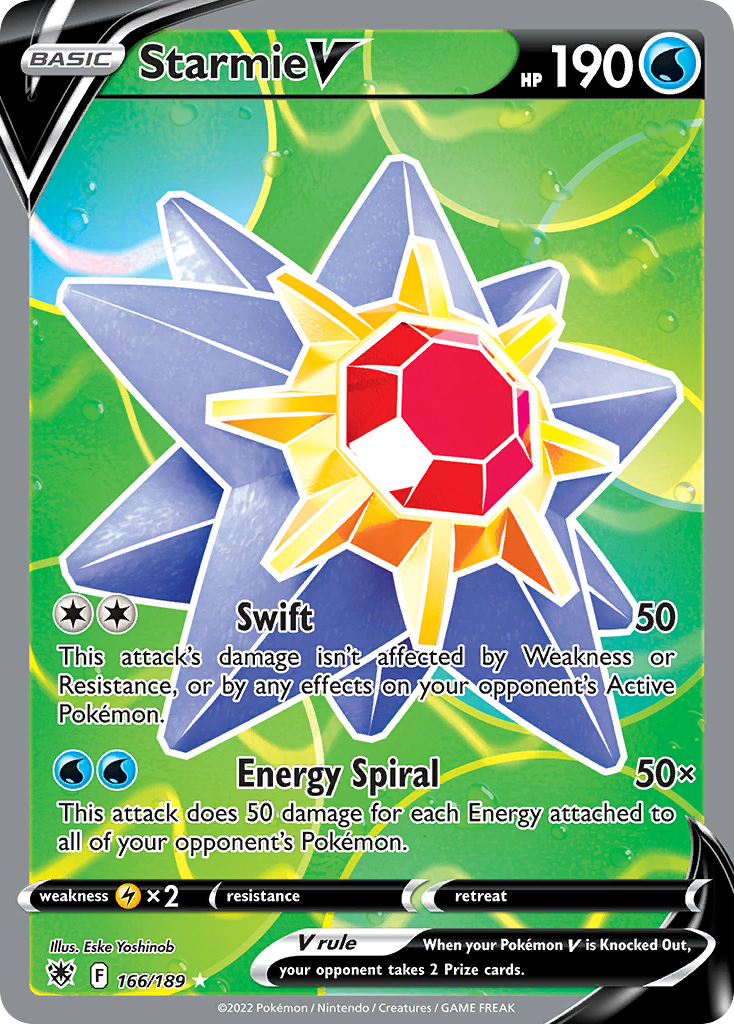 BASIC
Starmie V
HP 190
Swift 50
This attack's damage isn't affected by Weakness or
Resistance, or by any effects on your opponent's Active
Pokémon.
Energy Spiral 50×
This attack does 50 damage for each Energy attached to
all of your opponent's Pokémon.
weakness ×2 resistance retreat
Illus. Eske Yoshinob
V rule When your Pokémon V is Knocked Out,
your opponent takes 2 Prize cards.
F 166/189
©2022 Pokémon / Nintendo / Creatures / GAME FREAK